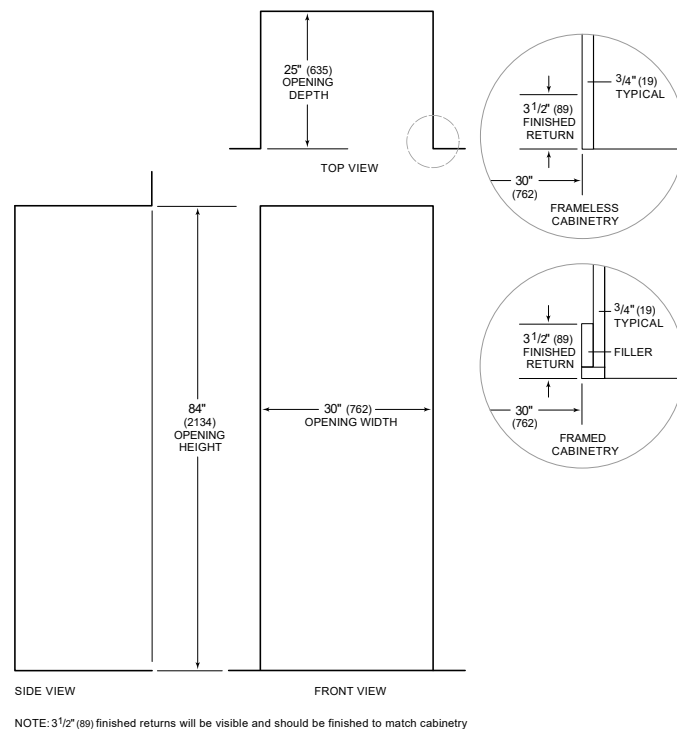 25" (635)
OPENING
DEPTH
TOP VIEW
3/4" (19)
TYPICAL
3 1/2" (89)
FINISHED
RETURN
30"
(762)
FRAMELESS
CABINETRY
3/4" (19)
TYPICAL
3 1/2" (89)
FINISHED
RETURN
FILLER
30"
(762)
FRAMED
CABINETRY
84"
(2134)
OPENING
HEIGHT
30" (762)
OPENING WIDTH
SIDE VIEW
FRONT VIEW
NOTE: 3 1/2" (89) finished returns will be visible and should be finished to match cabinetry